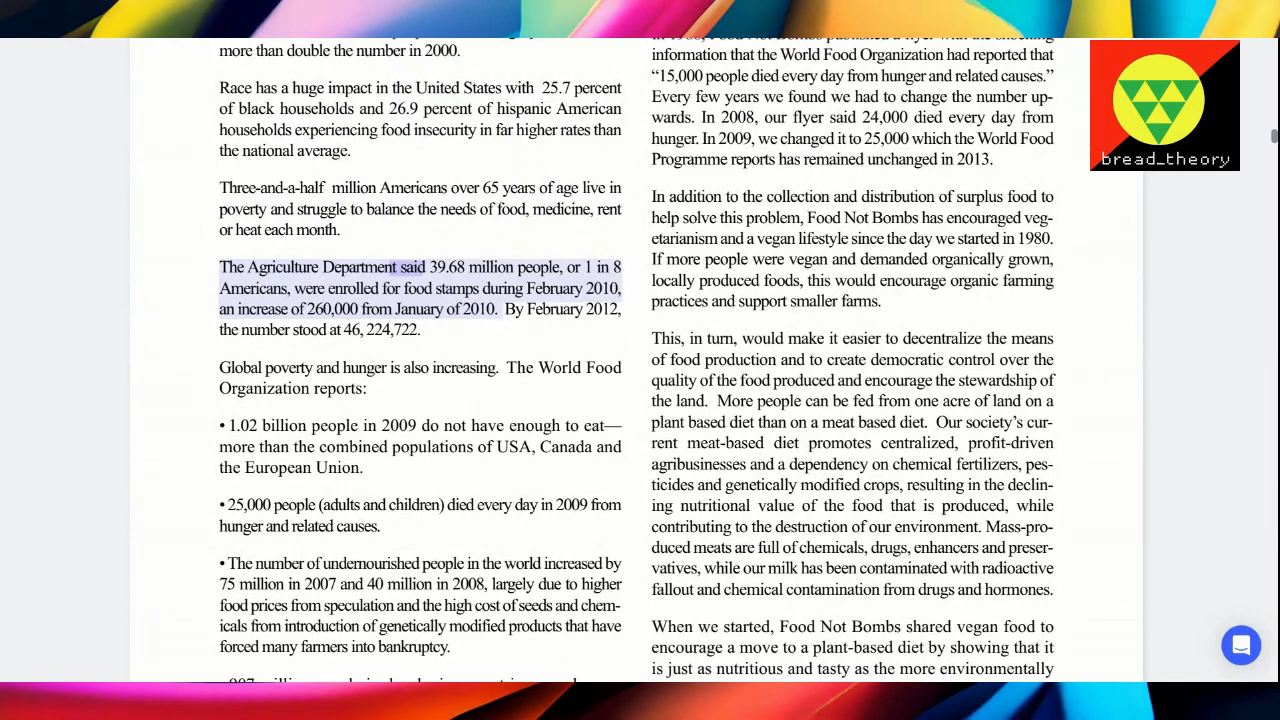 more than double the number in 2000.
Race has a huge impact in the United States with 25.7 percent
of black households and 26.9 percent of hispanic American
households experiencing food insecurity in far higher rates than
the national average.
Three-and-a-half million Americans over 65 years of age live in
poverty and struggle to balance the needs of food, medicine, rent
or heat each month.
The Agriculture Department said 39.68 million people, or 1 in 8
Americans, were enrolled for food stamps during February 2010,
an increase of 260,000 from January of 2010. By February 2012,
the number stood at 46, 224,722.
Global poverty and hunger is also increasing. The World Food
Organization reports:
• 1.02 billion people in 2009 do not have enough to eat—
more than the combined populations of USA, Canada and
the European Union.
• 25,000 people (adults and children) died every day in 2009 from
hunger and related causes.
• The number of undernourished people in the world increased by
75 million in 2007 and 40 million in 2008, largely due to higher
food prices from speculation and the high cost of seeds and chem-
icals from introduction of genetically modified products that have
forced many farmers into bankruptcy.
information that the World Food Organization had reported that
“15,000 people died every day from hunger and related causes.”
Every few years we found we had to change the number up-
wards. In 2008, our flyer said 24,000 died every day from
hunger. In 2009, we changed it to 25,000 which the World Food
Programme reports has remained unchanged in 2013.
In addition to the collection and distribution of surplus food to
help solve this problem, Food Not Bombs has encouraged veg-
etarianism and a vegan lifestyle since the day we started in 1980.
If more people were vegan and demanded organically grown,
locally produced foods, this would encourage organic farming
practices and support smaller farms.
This, in turn, would make it easier to decentralize the means
of food production and to create democratic control over the
quality of the food produced and encourage the stewardship of
the land. More people can be fed from one acre of land on a
plant based diet than on a meat based diet. Our society’s cur-
rent meat-based diet promotes centralized, profit-driven
agribusinesses and a dependency on chemical fertilizers, pes-
ticides and genetically modified crops, resulting in the declin-
ing nutritional value of the food that is produced, while
contributing to the destruction of our environment. Mass-pro-
duced meats are full of chemicals, drugs, enhancers and preser-
vatives, while our milk has been contaminated with radioactive
fallout and chemical contamination from drugs and hormones.
When we started, Food Not Bombs shared vegan food to
encourage a move to a plant-based diet by showing that it
is just as nutritious and tasty as the more environmentally
bread_theory